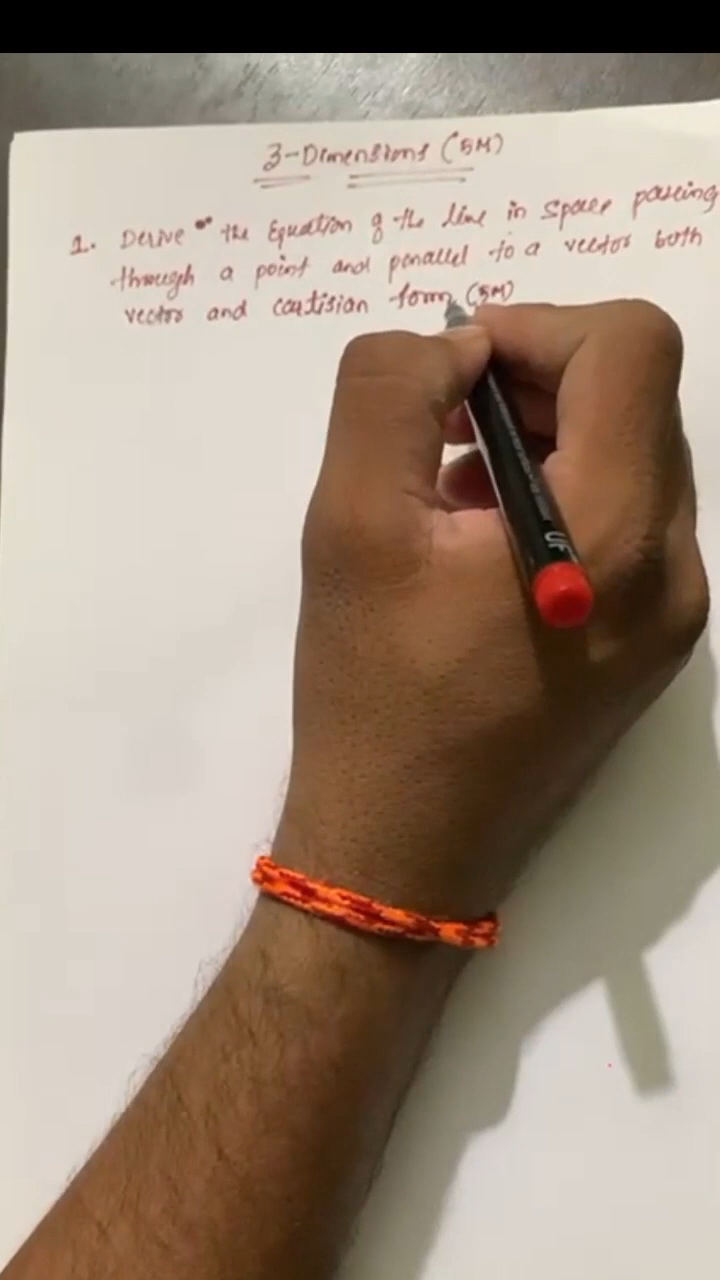 3-Dimensions (5M)
1. Derive the Equation of the line in space passing
through a point and parallel to a vector both
vector and cartisian form (5M)